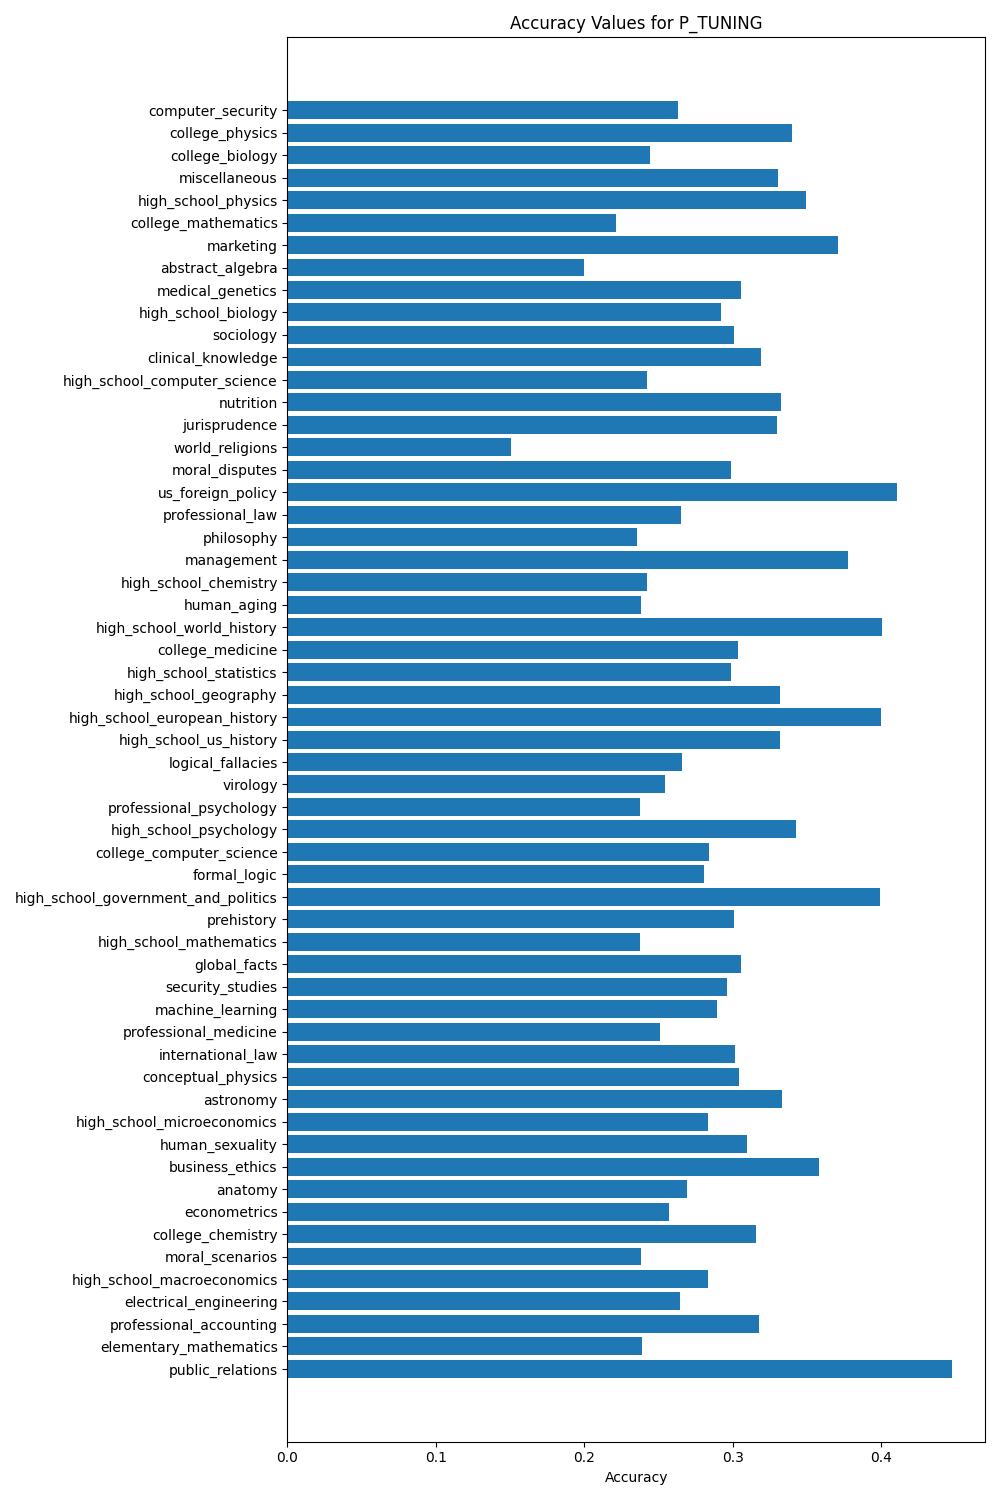 Accuracy Values for P_TUNING
computer_security
college_physics
college_biology
miscellaneous
high_school_physics
college_mathematics
marketing
abstract_algebra
medical_genetics
high_school_biology
sociology
clinical_knowledge
high_school_computer_science
nutrition
jurisprudence
world_religions
moral_disputes
us_foreign_policy
professional_law
philosophy
management
high_school_chemistry
human_aging
high_school_world_history
college_medicine
high_school_statistics
high_school_geography
high_school_european_history
high_school_us_history
logical_fallacies
virology
professional_psychology
high_school_psychology
college_computer_science
formal_logic
high_school_government_and_politics
prehistory
high_school_mathematics
global_facts
security_studies
machine_learning
professional_medicine
international_law
conceptual_physics
astronomy
high_school_microeconomics
human_sexuality
business_ethics
anatomy
econometrics
college_chemistry
moral_scenarios
high_school_macroeconomics
electrical_engineering
professional_accounting
elementary_mathematics
public_relations
0.0 0.1 0.2 0.3 0.4
Accuracy